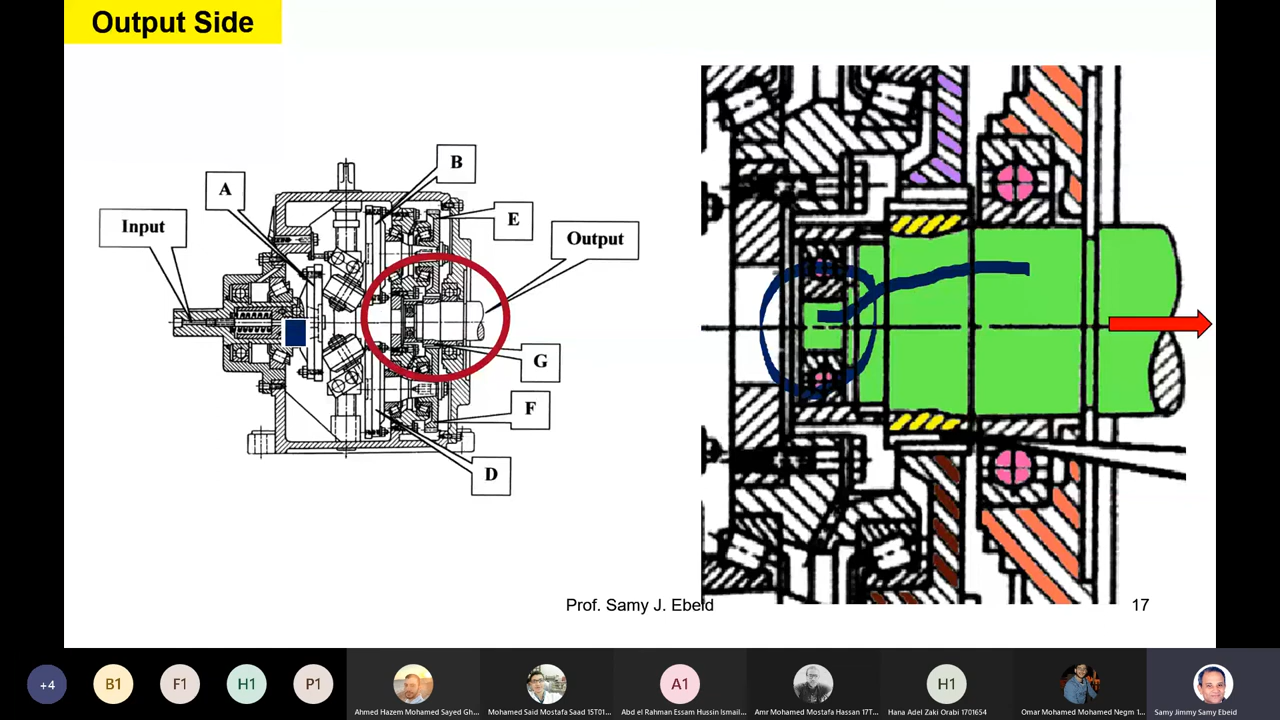 Output Side
B
A
E
Input
Output
G
F
D
Prof. Samy J. Ebeid
17
+4
B1
F1
H1
P1
A1
H1
Ahmed Hazem Mohamed Sayed Gh...
Mohamed Said Mostafa Saad 15T01...
Abd el Rahman Essam Hussin Ismail...
Amr Mohamed Mostafa Hassan 17T...
Hana Adel Zaki Orabi 1701654
Omar Mohamed Mohamed Negm 1...
Samy Jimmy Samy Ebeid